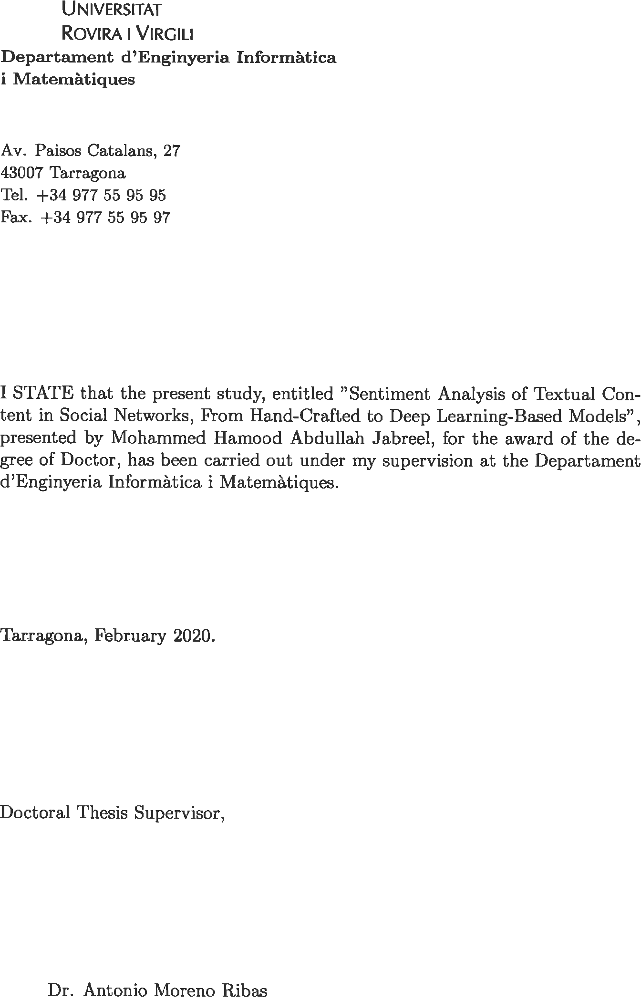 UNIVERSITAT
ROVIRA I VIRGILI
Departament d'Enginyeria Informàtica
i Matemàtiques
Av. Paisos Catalans, 27
43007 Tarragona
Tel. +34 977 55 95 95
Fax. +34 977 55 95 97
I STATE that the present study, entitled ”Sentiment Analysis of Textual Con-
tent in Social Networks, From Hand-Crafted to Deep Learning-Based Models”,
presented by Mohammed Hamood Abdullah Jabreel, for the award of the de-
gree of Doctor, has been carried out under my supervision at the Departament
d'Enginyeria Informàtica i Matemàtiques.
Tarragona, February 2020.
Doctoral Thesis Supervisor,
Dr. Antonio Moreno Ribas